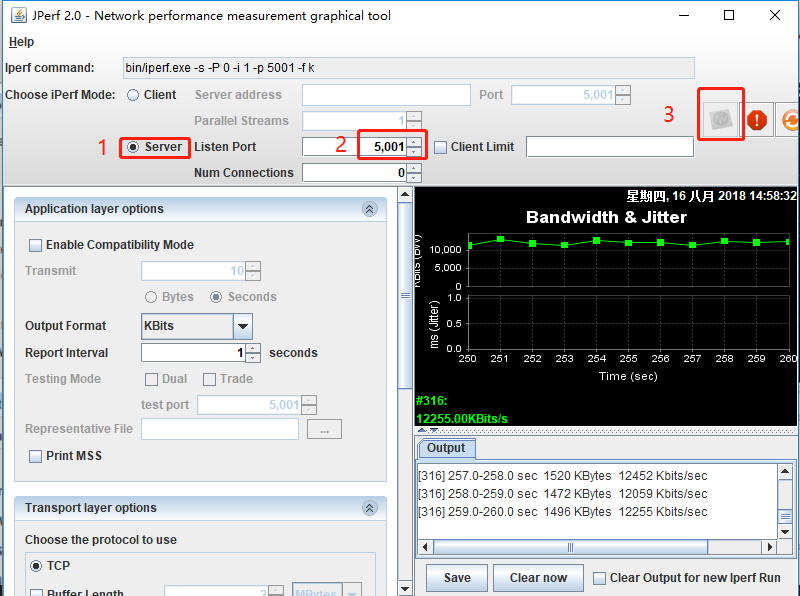 JPerf 2.0 - Network performance measurement graphical tool
Help
Iperf command: bin/iperf.exe -s -P 0 -i 1 -p 5001 -f k
Choose iPerf Mode: Client Server address Port 5,001
Parallel Streams 1
3
1 Server Listen Port 2 5,001 Client Limit
Num Connections 0
Application layer options
Enable Compatibility Mode
Transmit 10
Bytes Seconds
Output Format KBits
Report Interval 1 seconds
Testing Mode Dual Trade
test port 5,001
Representative File ...
Print MSS
Transport layer options
Choose the protocol to use
TCP
Buffer Length 2 MBytes
星期四, 16 八月 2018 14:58:32
Bandwidth & Jitter
KBits (BW)
10,000
5,000
0
ms (Jitter)
1.0
0.5
0.0
250 251 252 253 254 255 256 257 258 259 260
Time (sec)
#316:
12255.00KBits/s
Output
[316] 257.0-258.0 sec 1520 KBytes 12452 Kbits/sec
[316] 258.0-259.0 sec 1472 KBytes 12059 Kbits/sec
[316] 259.0-260.0 sec 1496 KBytes 12255 Kbits/sec
Save Clear now Clear Output for new Iperf Run